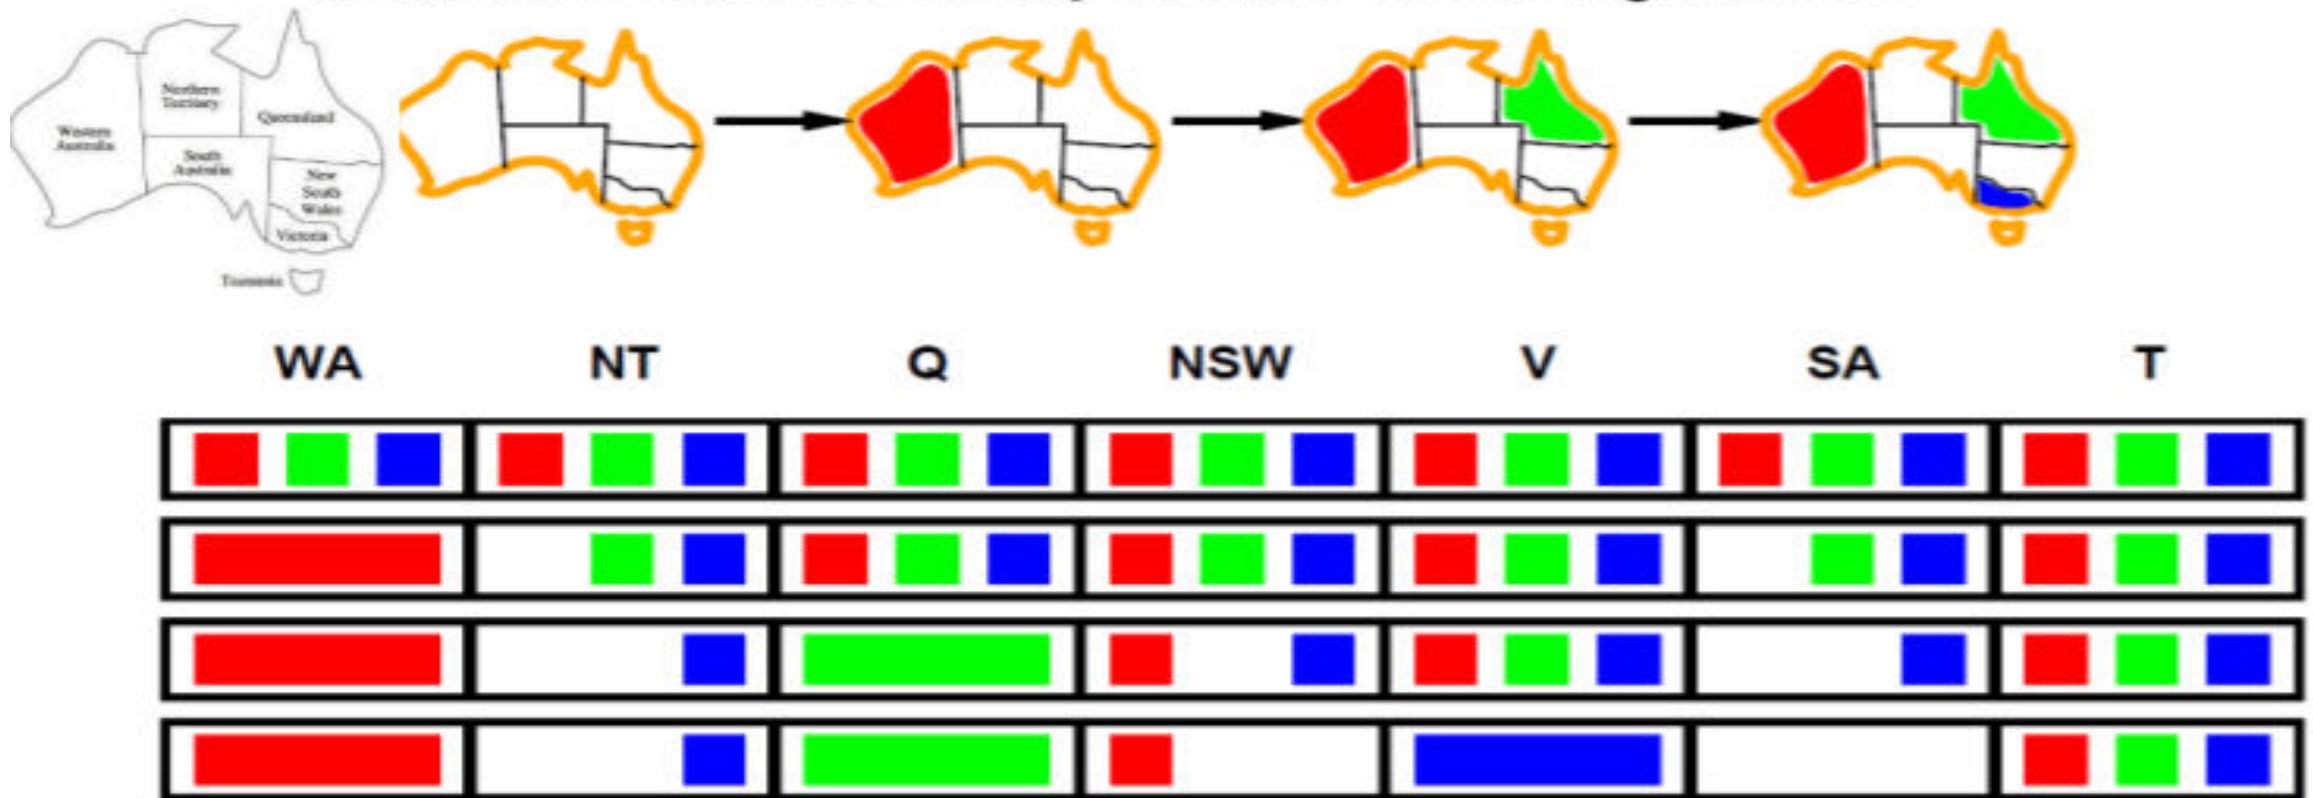 Northern
Territory
Western
Australia
Queensland
South
Australia
New
South
Wales
Victoria
Tasmania
WA NT Q NSW V SA T